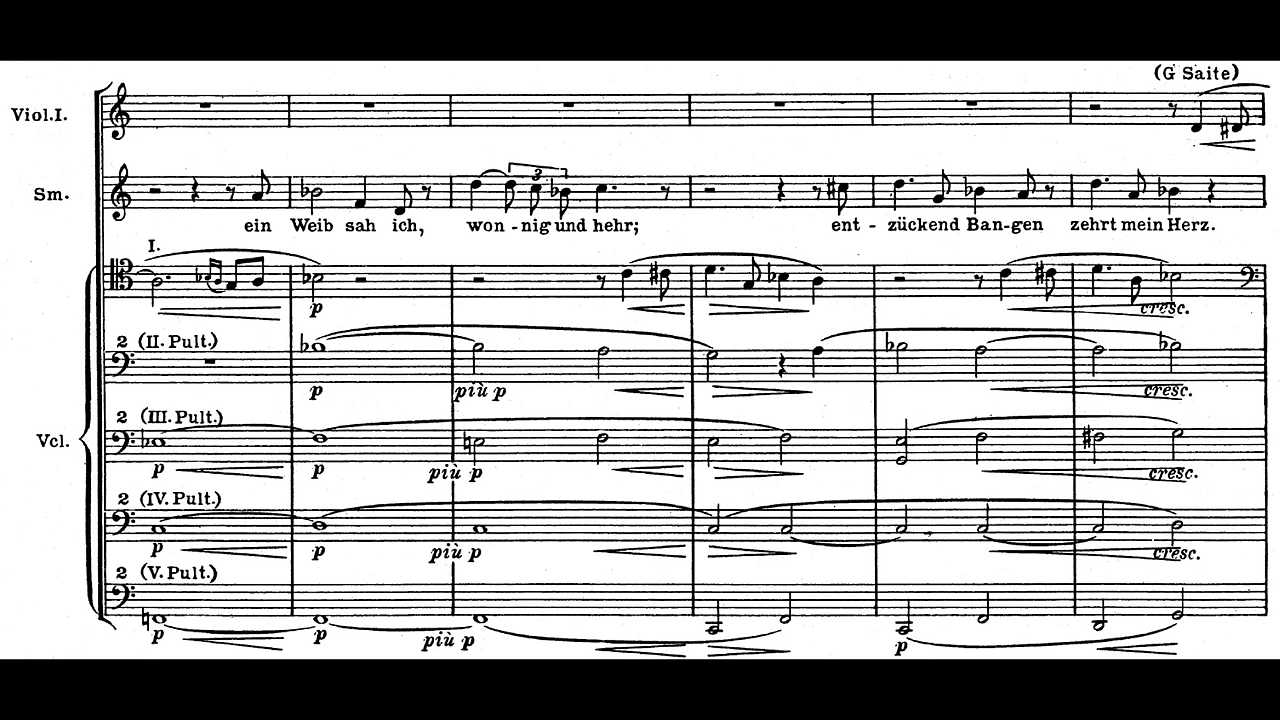 (G Saite)
Viol.I.
Sm.
3
ein Weib sah ich, won - nig und hehr; ent - zückend Ban-gen zehrt mein Herz.
I.
p cresc.
2 (II. Pult.)
p più p cresc.
2 (III. Pult.)
Vcl.
p p più p cresc.
2 (IV. Pult.)
p p più p cresc.
2 (V. Pult.)
p p più p p